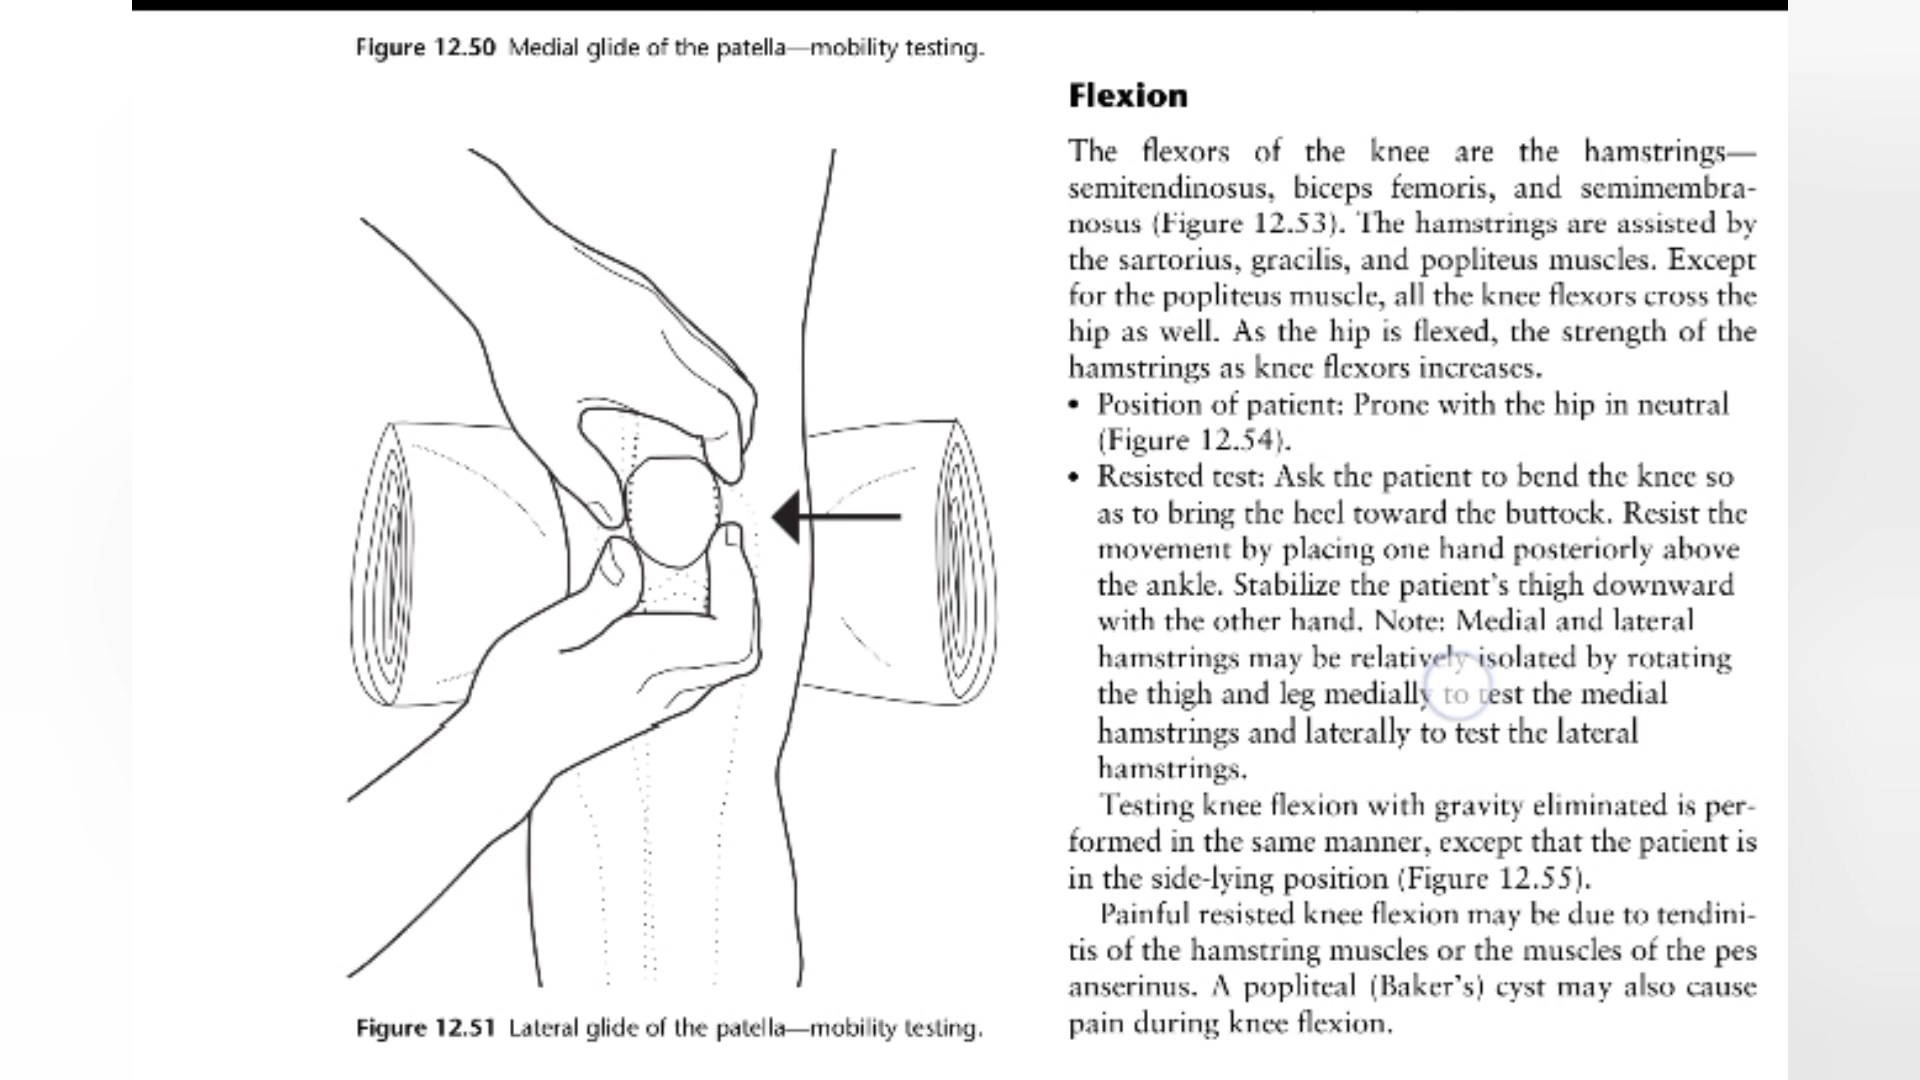 Figure 12.50 Medial glide of the patella—mobility testing.
Figure 12.51 Lateral glide of the patella—mobility testing.
Flexion
The flexors of the knee are the hamstrings—
semitendinosus, biceps femoris, and semimembra-
nosus (Figure 12.53). The hamstrings are assisted by
the sartorius, gracilis, and popliteus muscles. Except
for the popliteus muscle, all the knee flexors cross the
hip as well. As the hip is flexed, the strength of the
hamstrings as knee flexors increases.
• Position of patient: Prone with the hip in neutral
(Figure 12.54).
• Resisted test: Ask the patient to bend the knee so
as to bring the heel toward the buttock. Resist the
movement by placing one hand posteriorly above
the ankle. Stabilize the patient's thigh downward
with the other hand. Note: Medial and lateral
hamstrings may be relatively isolated by rotating
the thigh and leg medially to test the medial
hamstrings and laterally to test the lateral
hamstrings.
Testing knee flexion with gravity eliminated is per-
formed in the same manner, except that the patient is
in the side-lying position (Figure 12.55).
Painful resisted knee flexion may be due to tendini-
tis of the hamstring muscles or the muscles of the pes
anserinus. A popliteal (Baker's) cyst may also cause
pain during knee flexion.